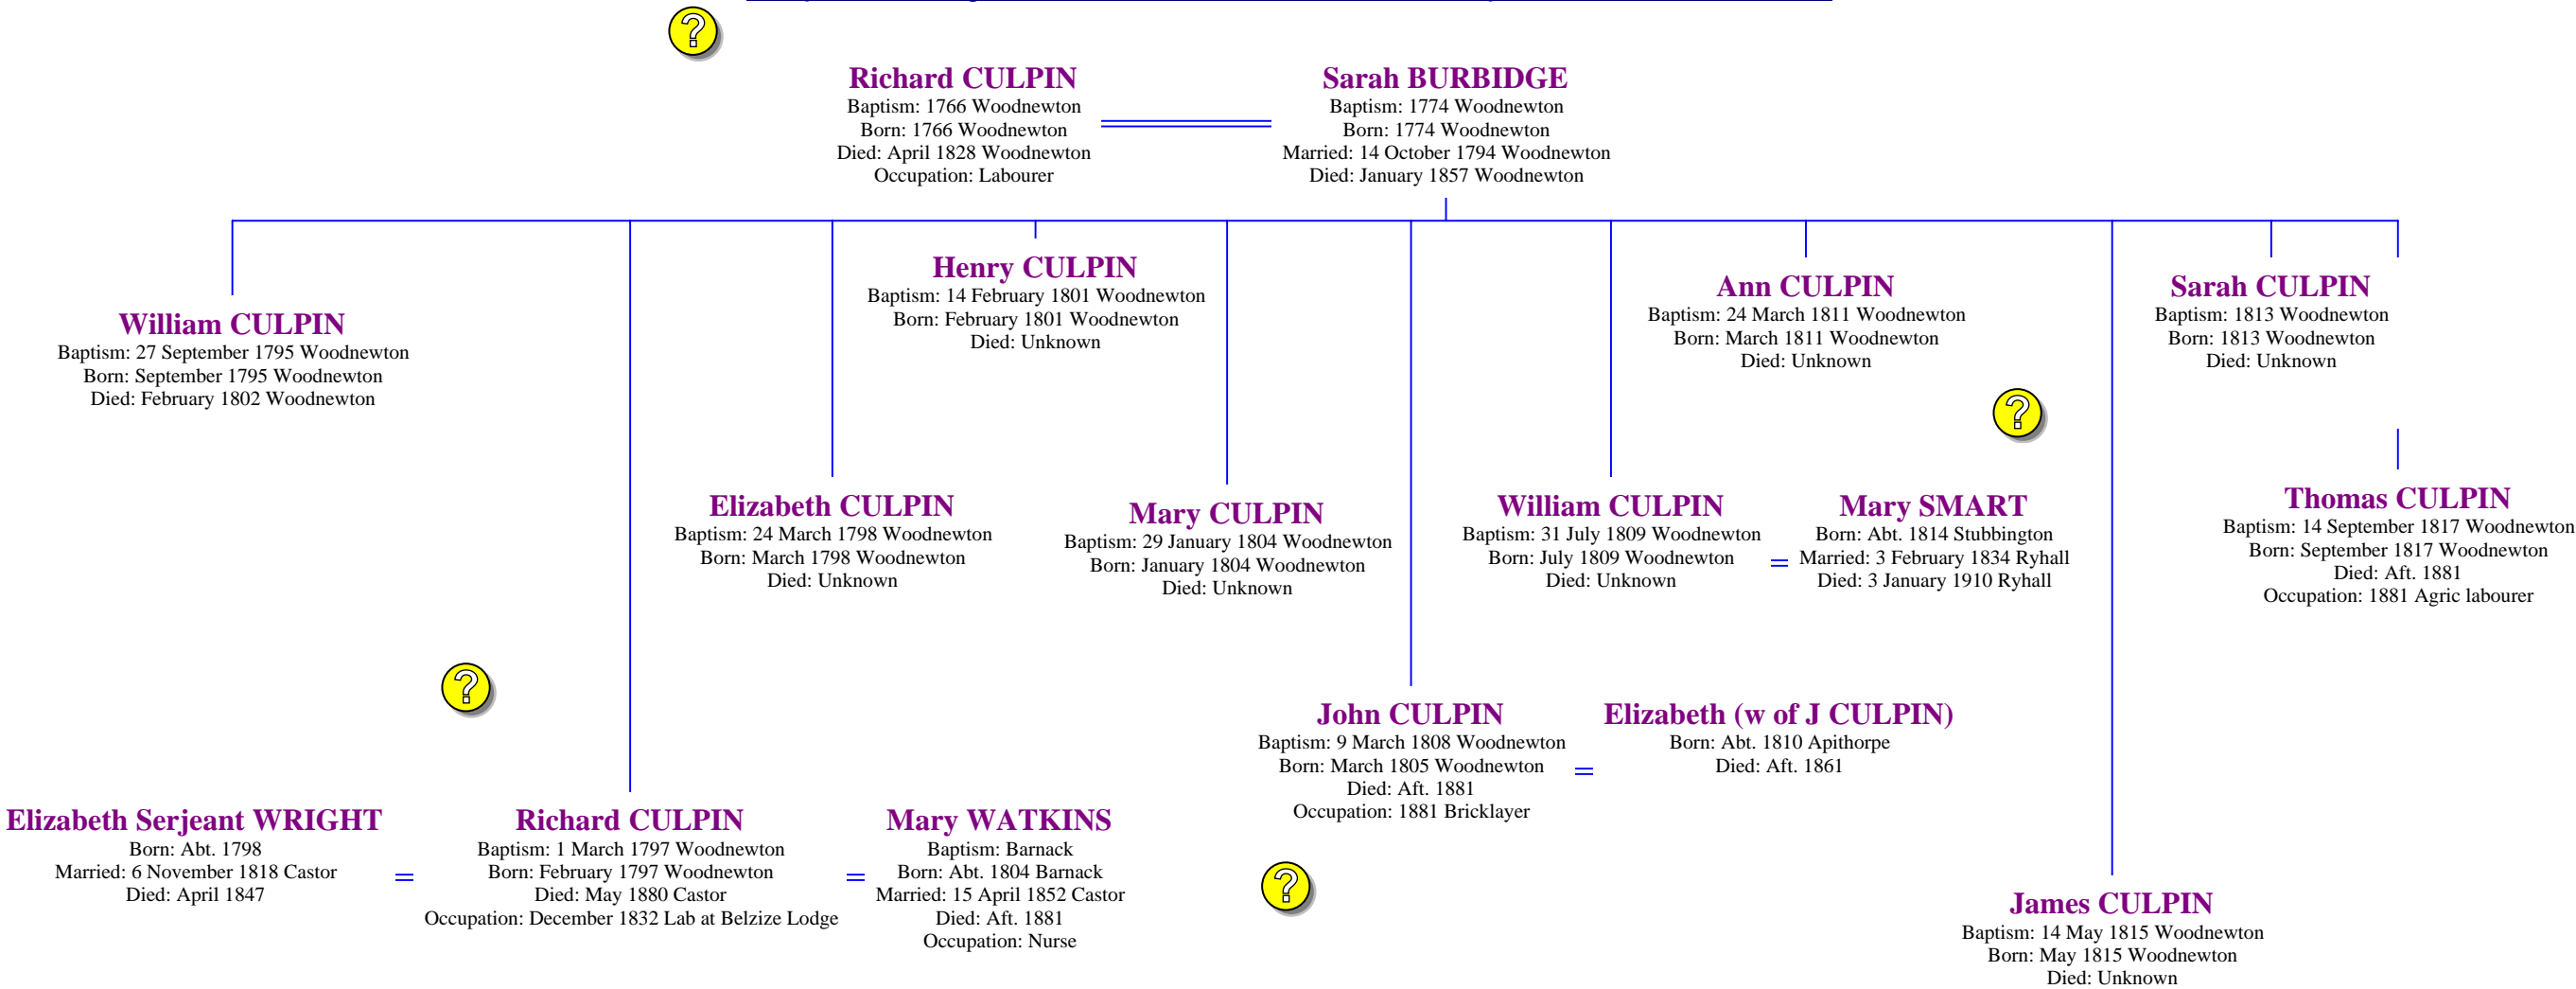 ?
Richard CULPIN
Baptism: 1766 Woodnewton
Born: 1766 Woodnewton
Died: April 1828 Woodnewton
Occupation: Labourer
Sarah BURBIDGE
Baptism: 1774 Woodnewton
Born: 1774 Woodnewton
Married: 14 October 1794 Woodnewton
Died: January 1857 Woodnewton
William CULPIN
Baptism: 27 September 1795 Woodnewton
Born: September 1795 Woodnewton
Died: February 1802 Woodnewton
Henry CULPIN
Baptism: 14 February 1801 Woodnewton
Born: February 1801 Woodnewton
Died: Unknown
Ann CULPIN
Baptism: 24 March 1811 Woodnewton
Born: March 1811 Woodnewton
Died: Unknown
Sarah CULPIN
Baptism: 1813 Woodnewton
Born: 1813 Woodnewton
Died: Unknown
?
Elizabeth CULPIN
Baptism: 24 March 1798 Woodnewton
Born: March 1798 Woodnewton
Died: Unknown
Mary CULPIN
Baptism: 29 January 1804 Woodnewton
Born: January 1804 Woodnewton
Died: Unknown
William CULPIN
Baptism: 31 July 1809 Woodnewton
Born: July 1809 Woodnewton
Died: Unknown
Mary SMART
Born: Abt. 1814 Stubbington
Married: 3 February 1834 Ryhall
Died: 3 January 1910 Ryhall
Thomas CULPIN
Baptism: 14 September 1817 Woodnewton
Born: September 1817 Woodnewton
Died: Aft. 1881
Occupation: 1881 Agric labourer
?
John CULPIN
Baptism: 9 March 1808 Woodnewton
Born: March 1805 Woodnewton
Died: Aft. 1881
Occupation: 1881 Bricklayer
Elizabeth (w of J CULPIN)
Born: Abt. 1810 Apithorpe
Died: Aft. 1861
Elizabeth Serjeant WRIGHT
Born: Abt. 1798
Married: 6 November 1818 Castor
Died: April 1847
Richard CULPIN
Baptism: 1 March 1797 Woodnewton
Born: February 1797 Woodnewton
Died: May 1880 Castor
Occupation: December 1832 Lab at Belzize Lodge
Mary WATKINS
Baptism: Barnack
Born: Abt. 1804 Barnack
Married: 15 April 1852 Castor
Died: Aft. 1881
Occupation: Nurse
?
James CULPIN
Baptism: 14 May 1815 Woodnewton
Born: May 1815 Woodnewton
Died: Unknown